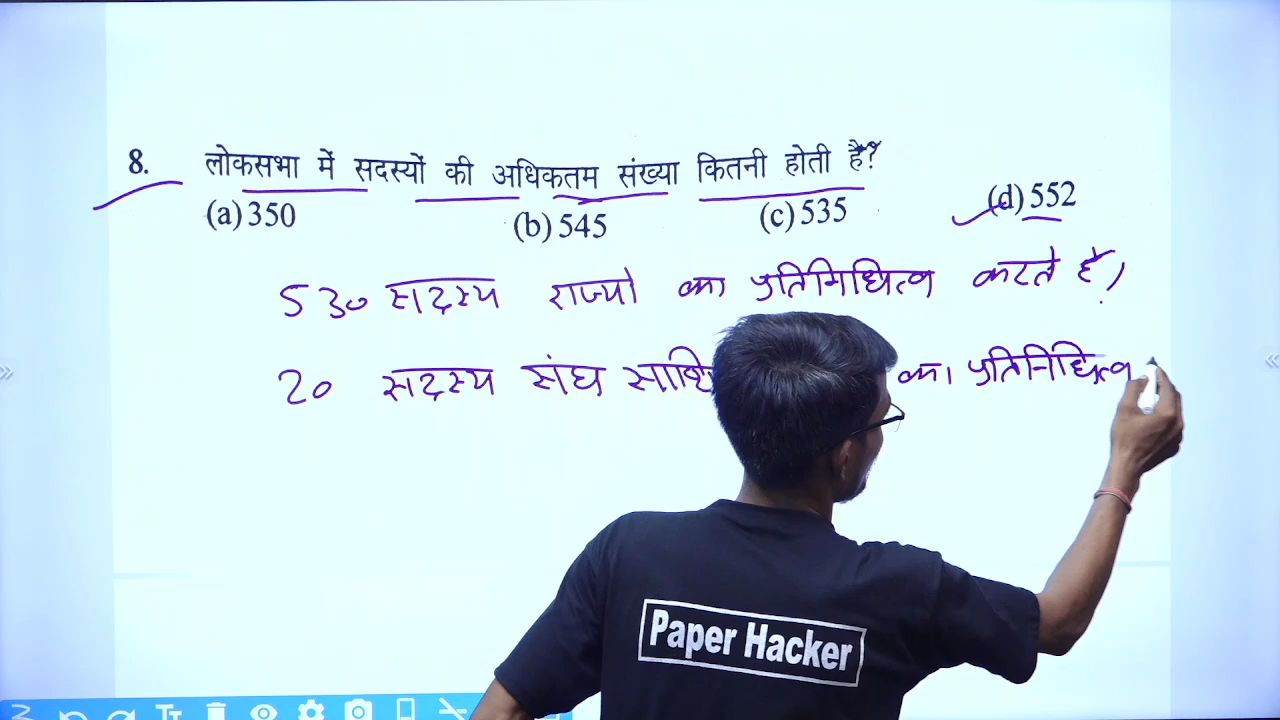 8. लोकसभा में सदस्यों की अधिकतम संख्या कितनी होती है?
(a) 350 (b) 545 (c) 535 (d) 552
530 सदस्य राज्यो का प्रतिनिधित्व करते है।
20 सदस्य संघ का प्रतिनिधित्व
Paper Hacker